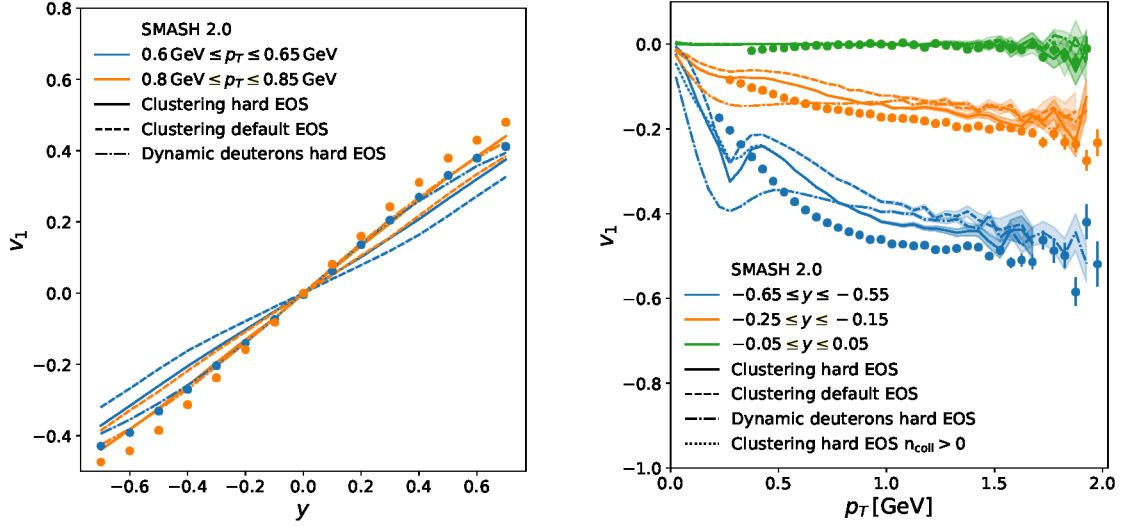 0.8
0.6
0.4
0.2
0.0
−0.2
−0.4
v₁
SMASH 2.0
0.6 GeV ≤ p_T ≤ 0.65 GeV
0.8 GeV ≤ p_T ≤ 0.85 GeV
Clustering hard EOS
Clustering default EOS
Dynamic deuterons hard EOS
−0.6 −0.4 −0.2 0.0 0.2 0.4 0.6
y
0.0
−0.2
−0.4
−0.6
−0.8
−1.0
v₁
SMASH 2.0
−0.65 ≤ y ≤ −0.55
−0.25 ≤ y ≤ −0.15
−0.05 ≤ y ≤ 0.05
Clustering hard EOS
Clustering default EOS
Dynamic deuterons hard EOS
Clustering hard EOS n_coll > 0
0.0 0.5 1.0 1.5 2.0
p_T [GeV]